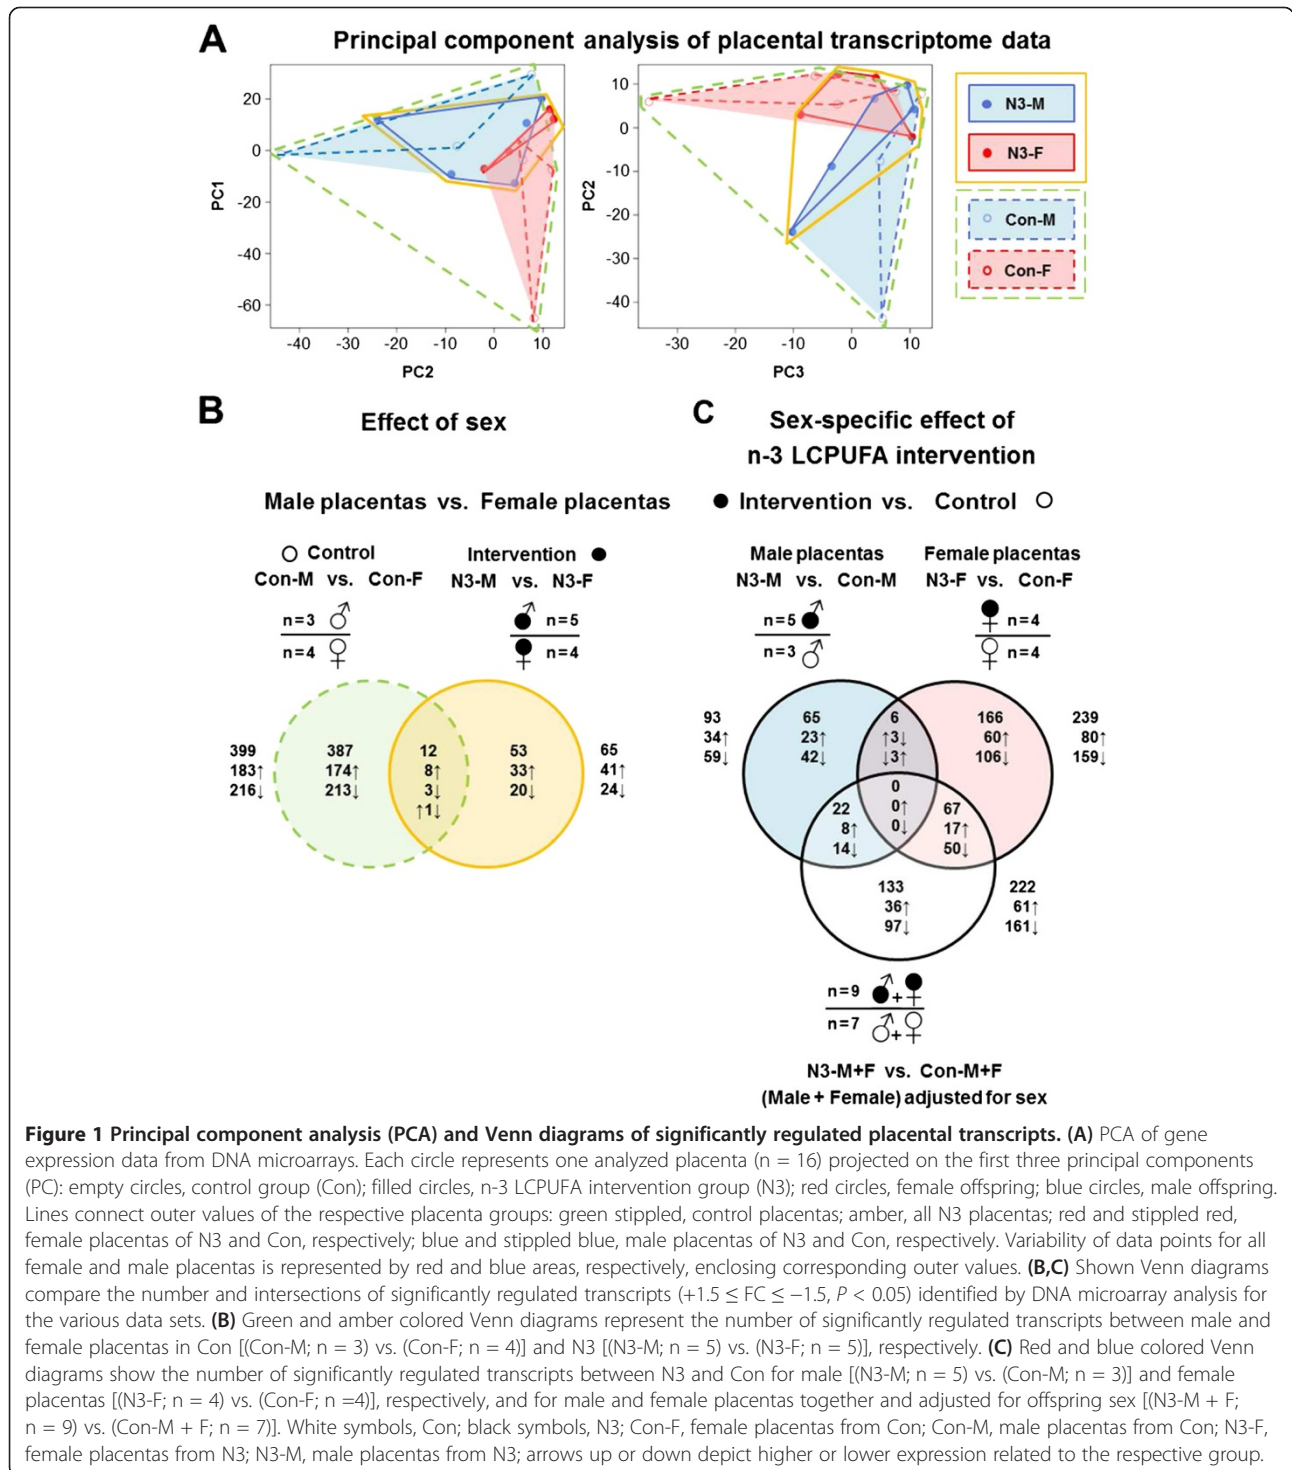 A
Principal component analysis of placental transcriptome data
20
0
-20
-40
-60
PC1
-40 -30 -20 -10 0 10
PC2
10
0
-10
-20
-30
-40
PC2
-30 -20 -10 0 10
PC3
N3-M
N3-F
Con-M
Con-F
B
Effect of sex
Male placentas vs. Female placentas
Control
Con-M vs. Con-F
n=3 ♂
n=4 ♀
Intervention
N3-M vs. N3-F
♂ n=5
♀ n=4
399
183↑
216↓
387
174↑
213↓
12
8↑
3↓
↑1↓
53
33↑
20↓
65
41↑
24↓
C
Sex-specific effect of
n-3 LCPUFA intervention
Intervention vs. Control
Male placentas
N3-M vs. Con-M
n=5 ♂
n=3 ♂
Female placentas
N3-F vs. Con-F
♀ n=4
♀ n=4
93
34↑
59↓
65
23↑
42↓
6
↑3↓
↓3↑
166
60↑
106↓
239
80↑
159↓
0
0↑
0↓
22
8↑
14↓
67
17↑
50↓
133
36↑
97↓
222
61↑
161↓
n=9 ♂+♀
n=7 ♂+♀
N3-M+F vs. Con-M+F
(Male + Female) adjusted for sex
Figure 1 Principal component analysis (PCA) and Venn diagrams of significantly regulated placental transcripts. (A) PCA of gene
expression data from DNA microarrays. Each circle represents one analyzed placenta (n = 16) projected on the first three principal components
(PC): empty circles, control group (Con); filled circles, n-3 LCPUFA intervention group (N3); red circles, female offspring; blue circles, male offspring.
Lines connect outer values of the respective placenta groups: green stippled, control placentas; amber, all N3 placentas; red and stippled red,
female placentas of N3 and Con, respectively; blue and stippled blue, male placentas of N3 and Con, respectively. Variability of data points for all
female and male placentas is represented by red and blue areas, respectively, enclosing corresponding outer values. (B,C) Shown Venn diagrams
compare the number and intersections of significantly regulated transcripts (+1.5 ≤ FC ≤ −1.5, P < 0.05) identified by DNA microarray analysis for
the various data sets. (B) Green and amber colored Venn diagrams represent the number of significantly regulated transcripts between male and
female placentas in Con [(Con-M; n = 3) vs. (Con-F; n = 4)] and N3 [(N3-M; n = 5) vs. (N3-F; n = 5)], respectively. (C) Red and blue colored Venn
diagrams show the number of significantly regulated transcripts between N3 and Con for male [(N3-M; n = 5) vs. (Con-M; n = 3)] and female
placentas [(N3-F; n = 4) vs. (Con-F; n =4)], respectively, and for male and female placentas together and adjusted for offspring sex [(N3-M + F;
n = 9) vs. (Con-M + F; n = 7)]. White symbols, Con; black symbols, N3; Con-F, female placentas from Con; Con-M, male placentas from Con; N3-F,
female placentas from N3; N3-M, male placentas from N3; arrows up or down depict higher or lower expression related to the respective group.